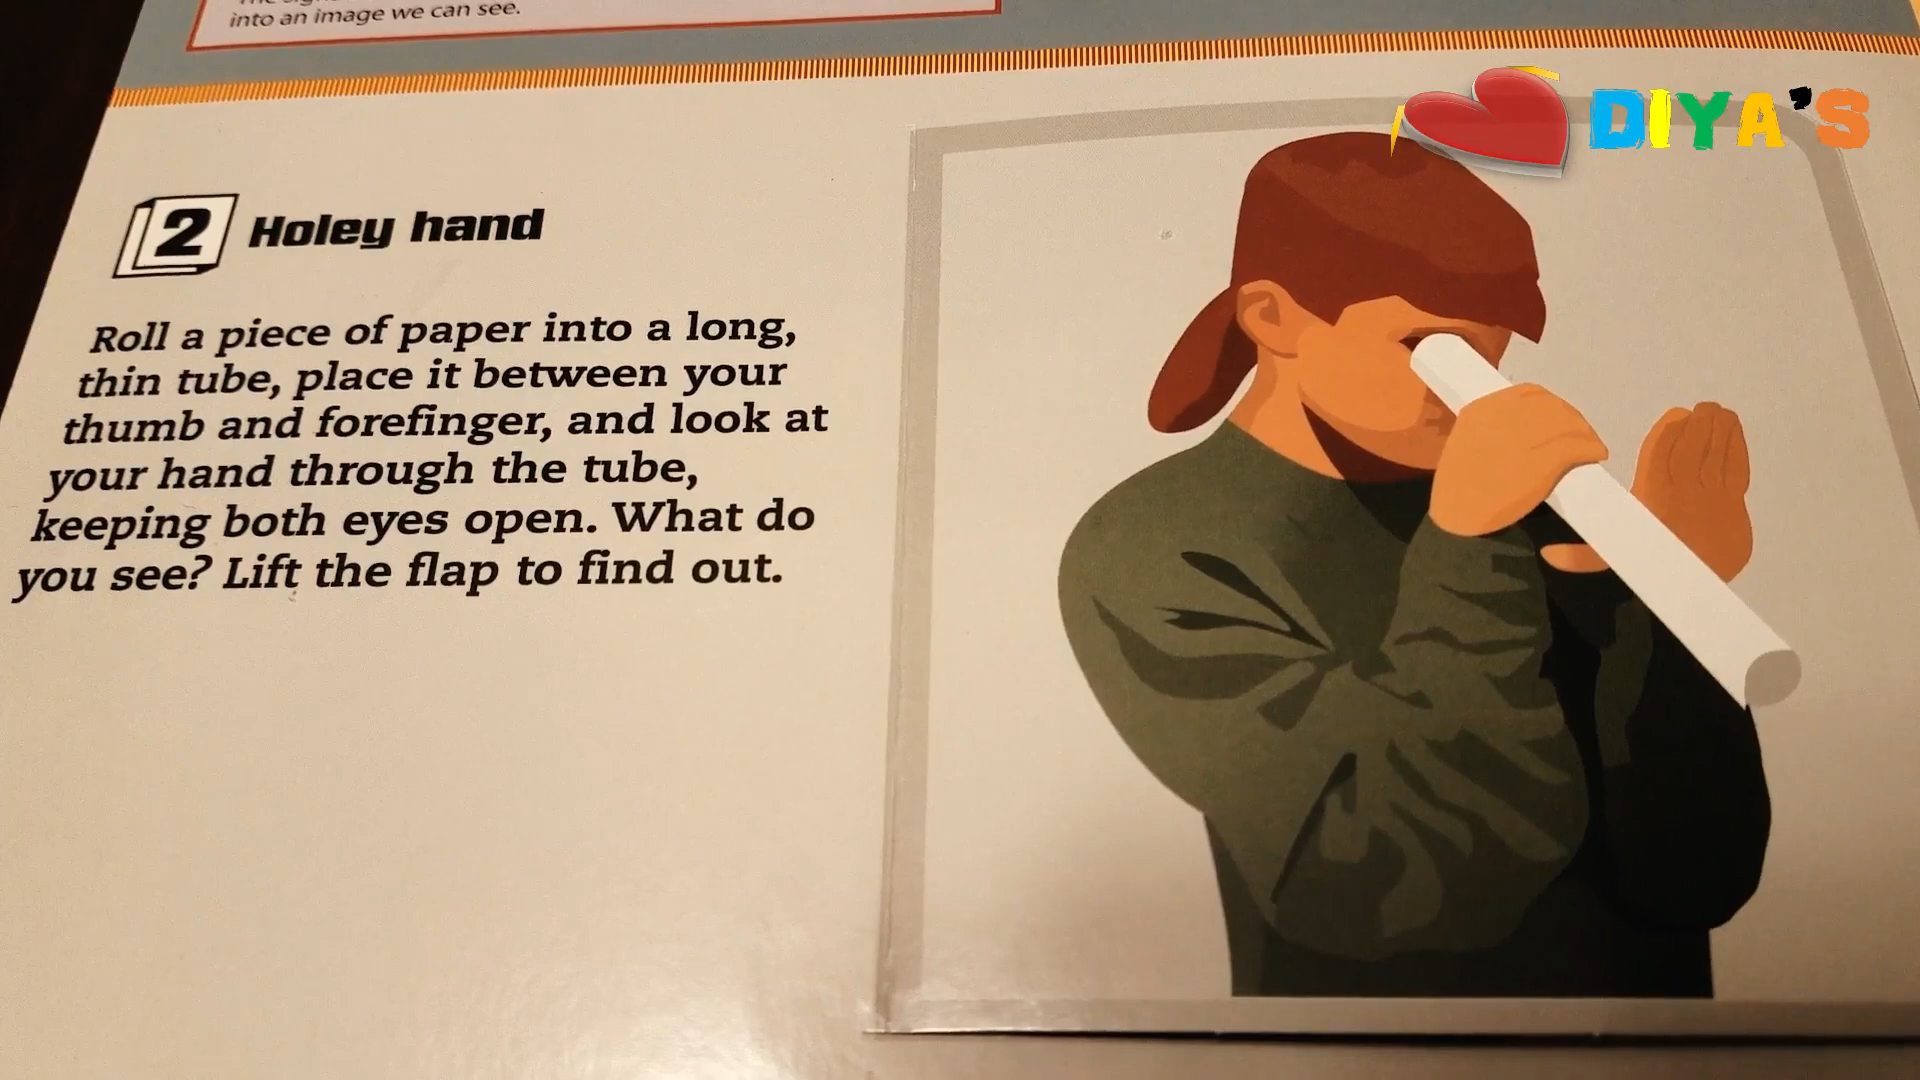 into an image we can see.
DIYA'S
2 Holey hand
Roll a piece of paper into a long,
thin tube, place it between your
thumb and forefinger, and look at
your hand through the tube,
keeping both eyes open. What do
you see? Lift the flap to find out.